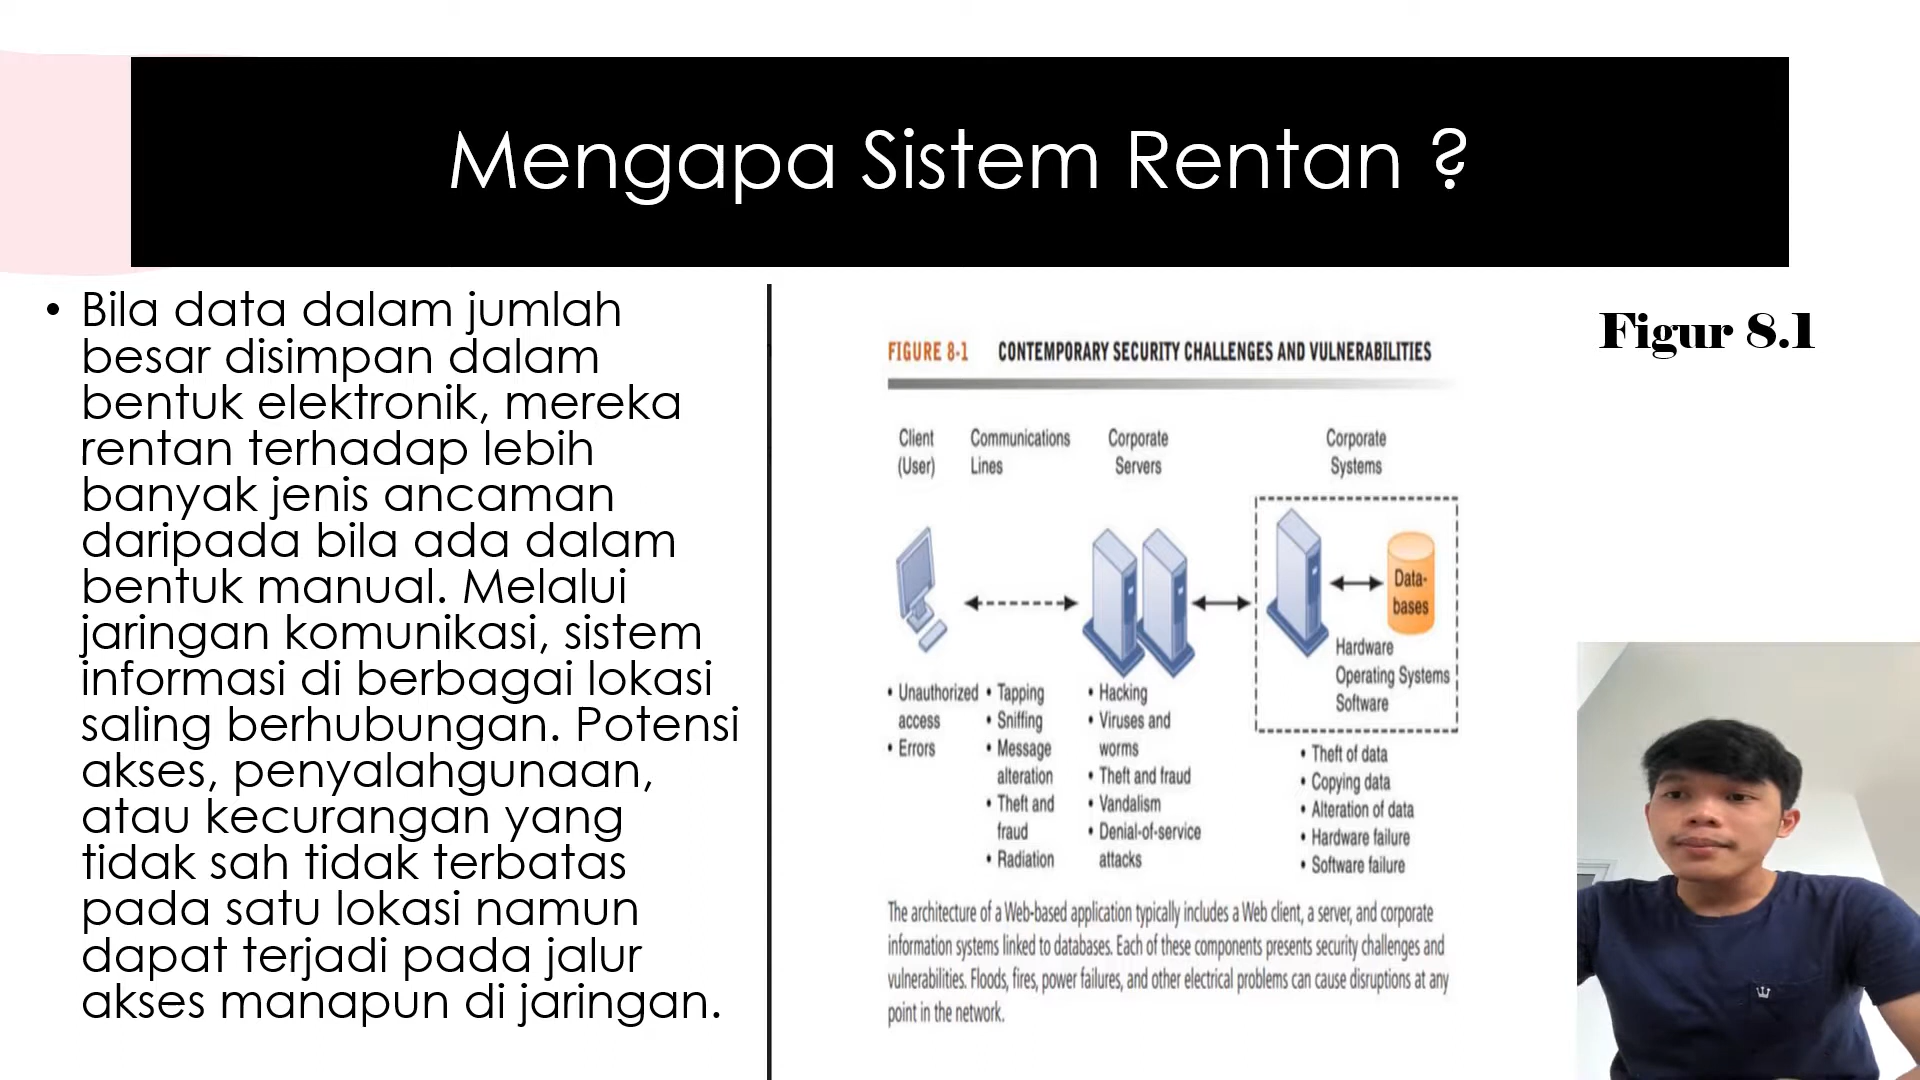 Mengapa Sistem Rentan ?
• Bila data dalam jumlah
besar disimpan dalam
bentuk elektronik, mereka
rentan terhadap lebih
banyak jenis ancaman
daripada bila ada dalam
bentuk manual. Melalui
jaringan komunikasi, sistem
informasi di berbagai lokasi
saling berhubungan. Potensi
akses, penyalahgunaan,
atau kecurangan yang
tidak sah tidak terbatas
pada satu lokasi namun
dapat terjadi pada jalur
akses manapun di jaringan.
Figur 8.1
FIGURE 8-1 CONTEMPORARY SECURITY CHALLENGES AND VULNERABILITIES
Client
(User)
Communications
Lines
Corporate
Servers
Corporate
Systems
Data-
bases
Hardware
Operating Systems
Software
• Unauthorized
access
• Errors
• Tapping
• Sniffing
• Message
alteration
• Theft and
fraud
• Radiation
• Hacking
• Viruses and
worms
• Theft and fraud
• Vandalism
• Denial-of-service
attacks
• Theft of data
• Copying data
• Alteration of data
• Hardware failure
• Software failure
The architecture of a Web-based application typically includes a Web client, a server, and corporate
information systems linked to databases. Each of these components presents security challenges and
vulnerabilities. Floods, fires, power failures, and other electrical problems can cause disruptions at any
point in the network.